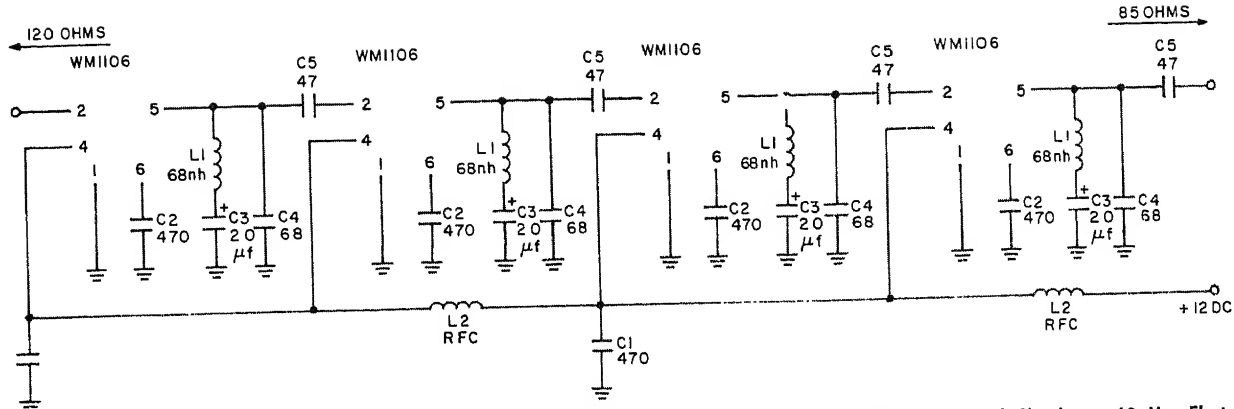 120 OHMS
85 OHMS
WM1106
C5
47
WM1106
C5
47
WM1106
C5
47
WM1106
C5
47
2
5
2
5
2
5
2
5
4
L1
68nh
4
L1
68nh
4
L1
68nh
4
L1
68nh
1
6
1
6
1
6
1
6
C2
470
+
C3
20
µf
C4
68
C2
470
+
C3
20
µf
C4
68
C2
470
+
C3
20
µf
C4
68
C2
470
+
C3
20
µf
C4
68
L2
RFC
L2
RFC
+12 DC
C1
470